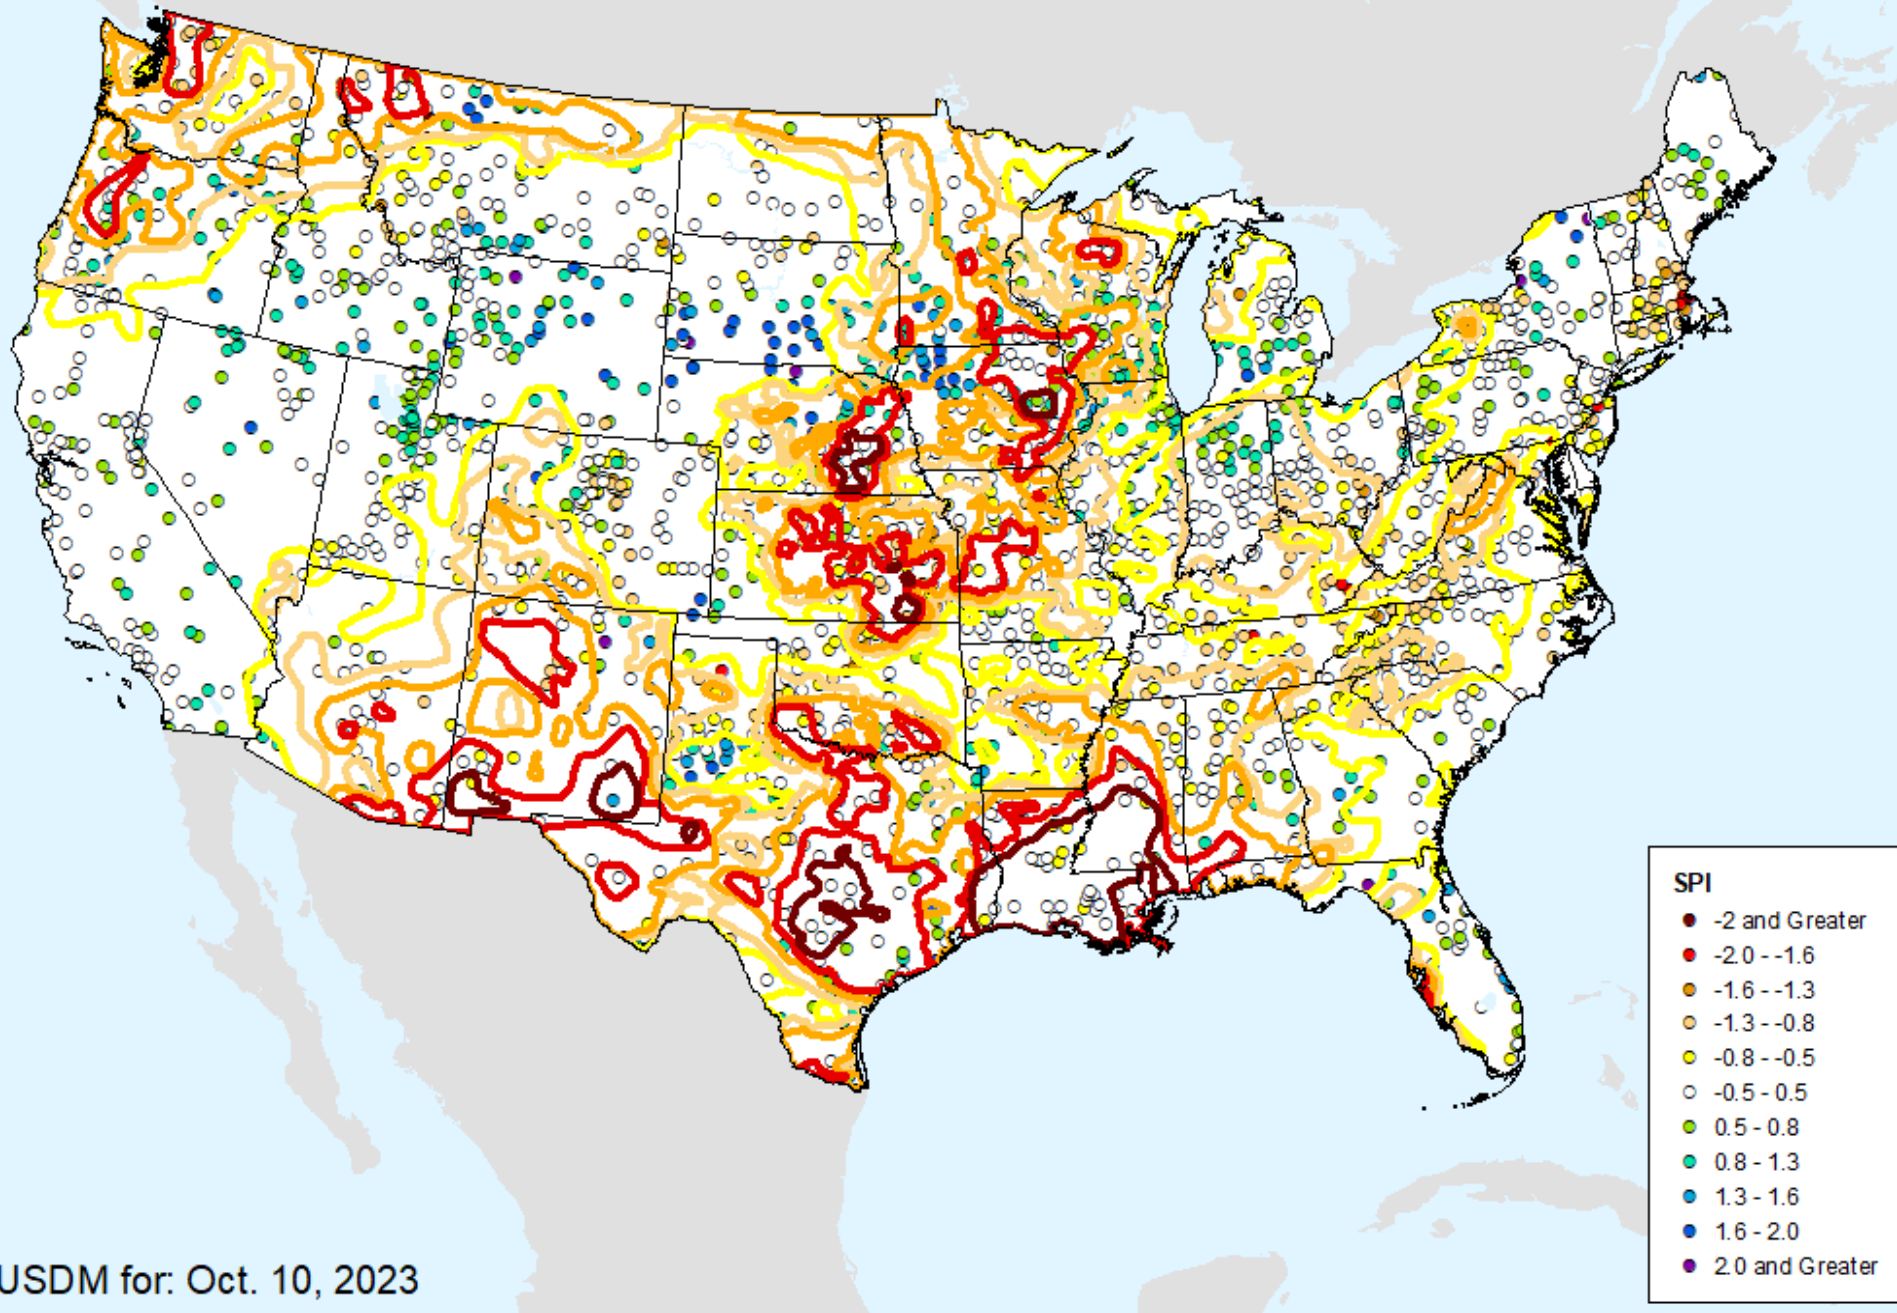 SPI
-2 and Greater
-2.0 - -1.6
-1.6 - -1.3
-1.3 - -0.8
-0.8 - -0.5
-0.5 - 0.5
0.5 - 0.8
0.8 - 1.3
1.3 - 1.6
1.6 - 2.0
2.0 and Greater
USDM for: Oct. 10, 2023